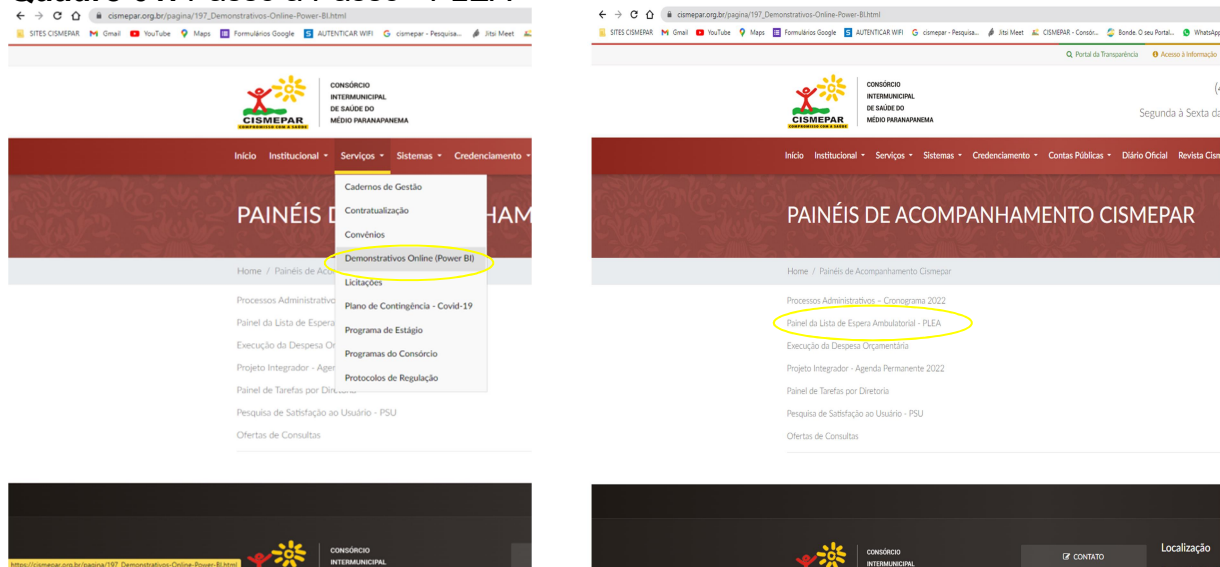 cismepar.org.br/pagina/197_Demonstrativos-Online-Power-BI.html
SITES CISMEPAR Gmail YouTube Maps Formulários Google AUTENTICAR WIFI cismepar - Pesquisa... Jitsi Meet
CISMEPAR
COMPROMISSO COM A SAÚDE
CONSÓRCIO
INTERMUNICIPAL
DE SAÚDE DO
MÉDIO PARANAPANEMA
Início Institucional Serviços Sistemas Credenciamento
Cadernos de Gestão
Contratualização
Convênios
Demonstrativos Online (Power BI)
Licitações
Plano de Contingência - Covid-19
Programa de Estágio
Programas do Consórcio
Protocolos de Regulação
PAINÉIS D HAM
Home / Painéis de Aco
Processos Administrativo
Painel da Lista de Espera
Execução da Despesa Or
Projeto Integrador - Agen
Painel de Tarefas por Diretoria
Pesquisa de Satisfação ao Usuário - PSU
Ofertas de Consultas
CONSÓRCIO
INTERMUNICIPAL
https://cismepar.org.br/pagina/197_Demonstrativos-Online-Power-BI.html
cismepar.org.br/pagina/197_Demonstrativos-Online-Power-BI.html
SITES CISMEPAR Gmail YouTube Maps Formulários Google AUTENTICAR WIFI cismepar - Pesquisa... Jitsi Meet CISMEPAR - Consór... Bonde. O seu Portal... WhatsApp
Portal da Transparência Acesso à Informação
CISMEPAR
COMPROMISSO COM A SAÚDE
CONSÓRCIO
INTERMUNICIPAL
DE SAÚDE DO
MÉDIO PARANAPANEMA
(4
Segunda à Sexta da
Início Institucional Serviços Sistemas Credenciamento Contas Públicas Diário Oficial Revista Cism
PAINÉIS DE ACOMPANHAMENTO CISMEPAR
Home / Painéis de Acompanhamento Cismepar
Processos Administrativos – Cronograma 2022
Painel da Lista de Espera Ambulatorial - PLEA
Execução da Despesa Orçamentária
Projeto Integrador - Agenda Permanente 2022
Painel de Tarefas por Diretoria
Pesquisa de Satisfação ao Usuário - PSU
Ofertas de Consultas
CONSÓRCIO
INTERMUNICIPAL
CONTATO
Localização